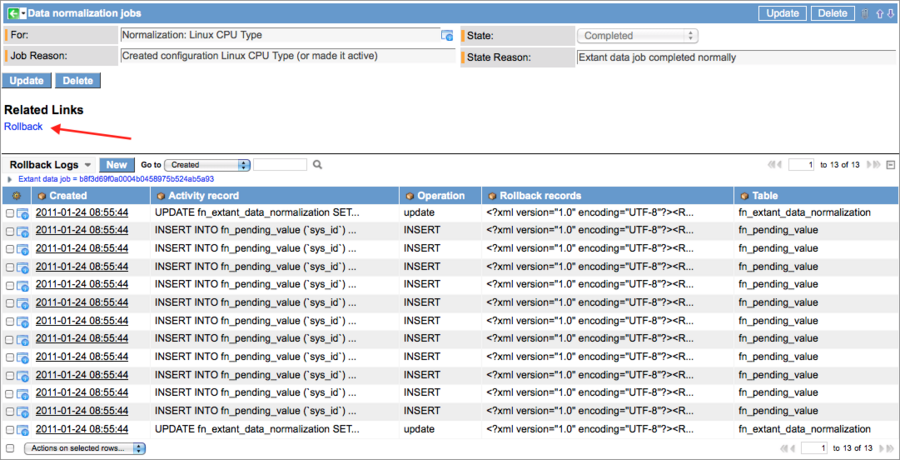 Data normalization jobs Update Delete
For: Normalization: Linux CPU Type State: Completed
Job Reason: Created configuration Linux CPU Type (or made it active) State Reason: Extant data job completed normally
Update Delete
Related Links
Rollback
Rollback Logs New Go to Created 1 to 13 of 13
Extant data job = b8f3d69f0a0004b0458975b524ab5a93
Created Activity record Operation Rollback records Table
2011-01-24 08:55:44 UPDATE fn_extant_data_normalization SET... update <?xml version="1.0" encoding="UTF-8"?><R... fn_extant_data_normalization
2011-01-24 08:55:44 INSERT INTO fn_pending_value (`sys_id`) ... INSERT <?xml version="1.0" encoding="UTF-8"?><R... fn_pending_value
2011-01-24 08:55:44 INSERT INTO fn_pending_value (`sys_id`) ... INSERT <?xml version="1.0" encoding="UTF-8"?><R... fn_pending_value
2011-01-24 08:55:44 INSERT INTO fn_pending_value (`sys_id`) ... INSERT <?xml version="1.0" encoding="UTF-8"?><R... fn_pending_value
2011-01-24 08:55:44 INSERT INTO fn_pending_value (`sys_id`) ... INSERT <?xml version="1.0" encoding="UTF-8"?><R... fn_pending_value
2011-01-24 08:55:44 INSERT INTO fn_pending_value (`sys_id`) ... INSERT <?xml version="1.0" encoding="UTF-8"?><R... fn_pending_value
2011-01-24 08:55:44 INSERT INTO fn_pending_value (`sys_id`) ... INSERT <?xml version="1.0" encoding="UTF-8"?><R... fn_pending_value
2011-01-24 08:55:44 INSERT INTO fn_pending_value (`sys_id`) ... INSERT <?xml version="1.0" encoding="UTF-8"?><R... fn_pending_value
2011-01-24 08:55:44 INSERT INTO fn_pending_value (`sys_id`) ... INSERT <?xml version="1.0" encoding="UTF-8"?><R... fn_pending_value
2011-01-24 08:55:44 INSERT INTO fn_pending_value (`sys_id`) ... INSERT <?xml version="1.0" encoding="UTF-8"?><R... fn_pending_value
2011-01-24 08:55:44 INSERT INTO fn_pending_value (`sys_id`) ... INSERT <?xml version="1.0" encoding="UTF-8"?><R... fn_pending_value
2011-01-24 08:55:44 INSERT INTO fn_pending_value (`sys_id`) ... INSERT <?xml version="1.0" encoding="UTF-8"?><R... fn_pending_value
2011-01-24 08:55:44 UPDATE fn_extant_data_normalization SET... update <?xml version="1.0" encoding="UTF-8"?><R... fn_extant_data_normalization
Actions on selected rows... 1 to 13 of 13